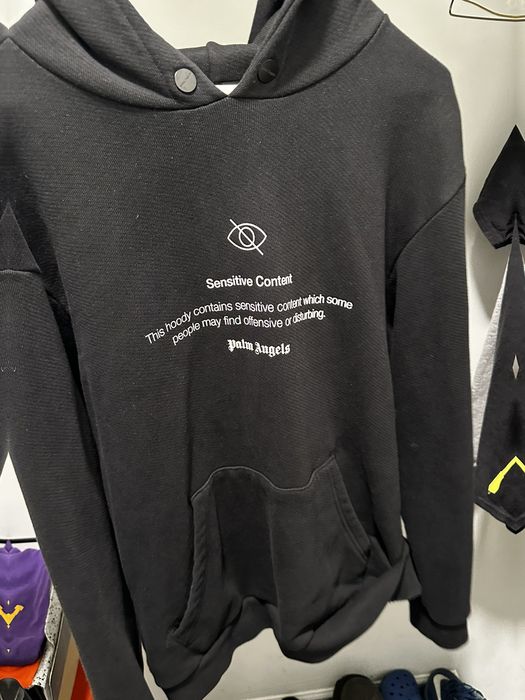 Sensitive Content
This hoody contains sensitive content which some
people may find offensive or disturbing.
Palm Angels